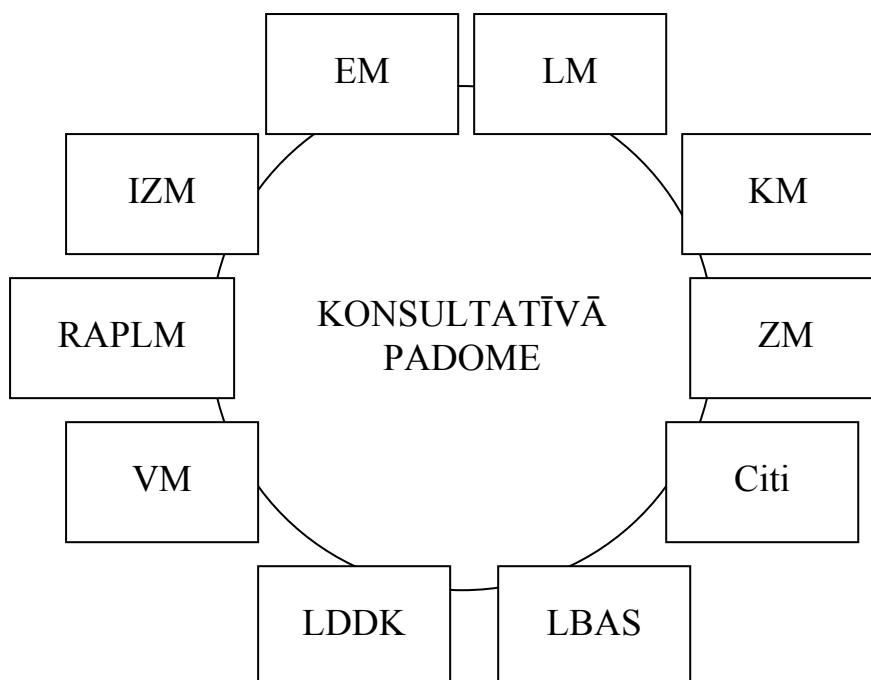 EM
LM
IZM
KM
KONSULTATĪVĀ
PADOME
RAPLM
ZM
VM
Citi
LDDK
LBAS